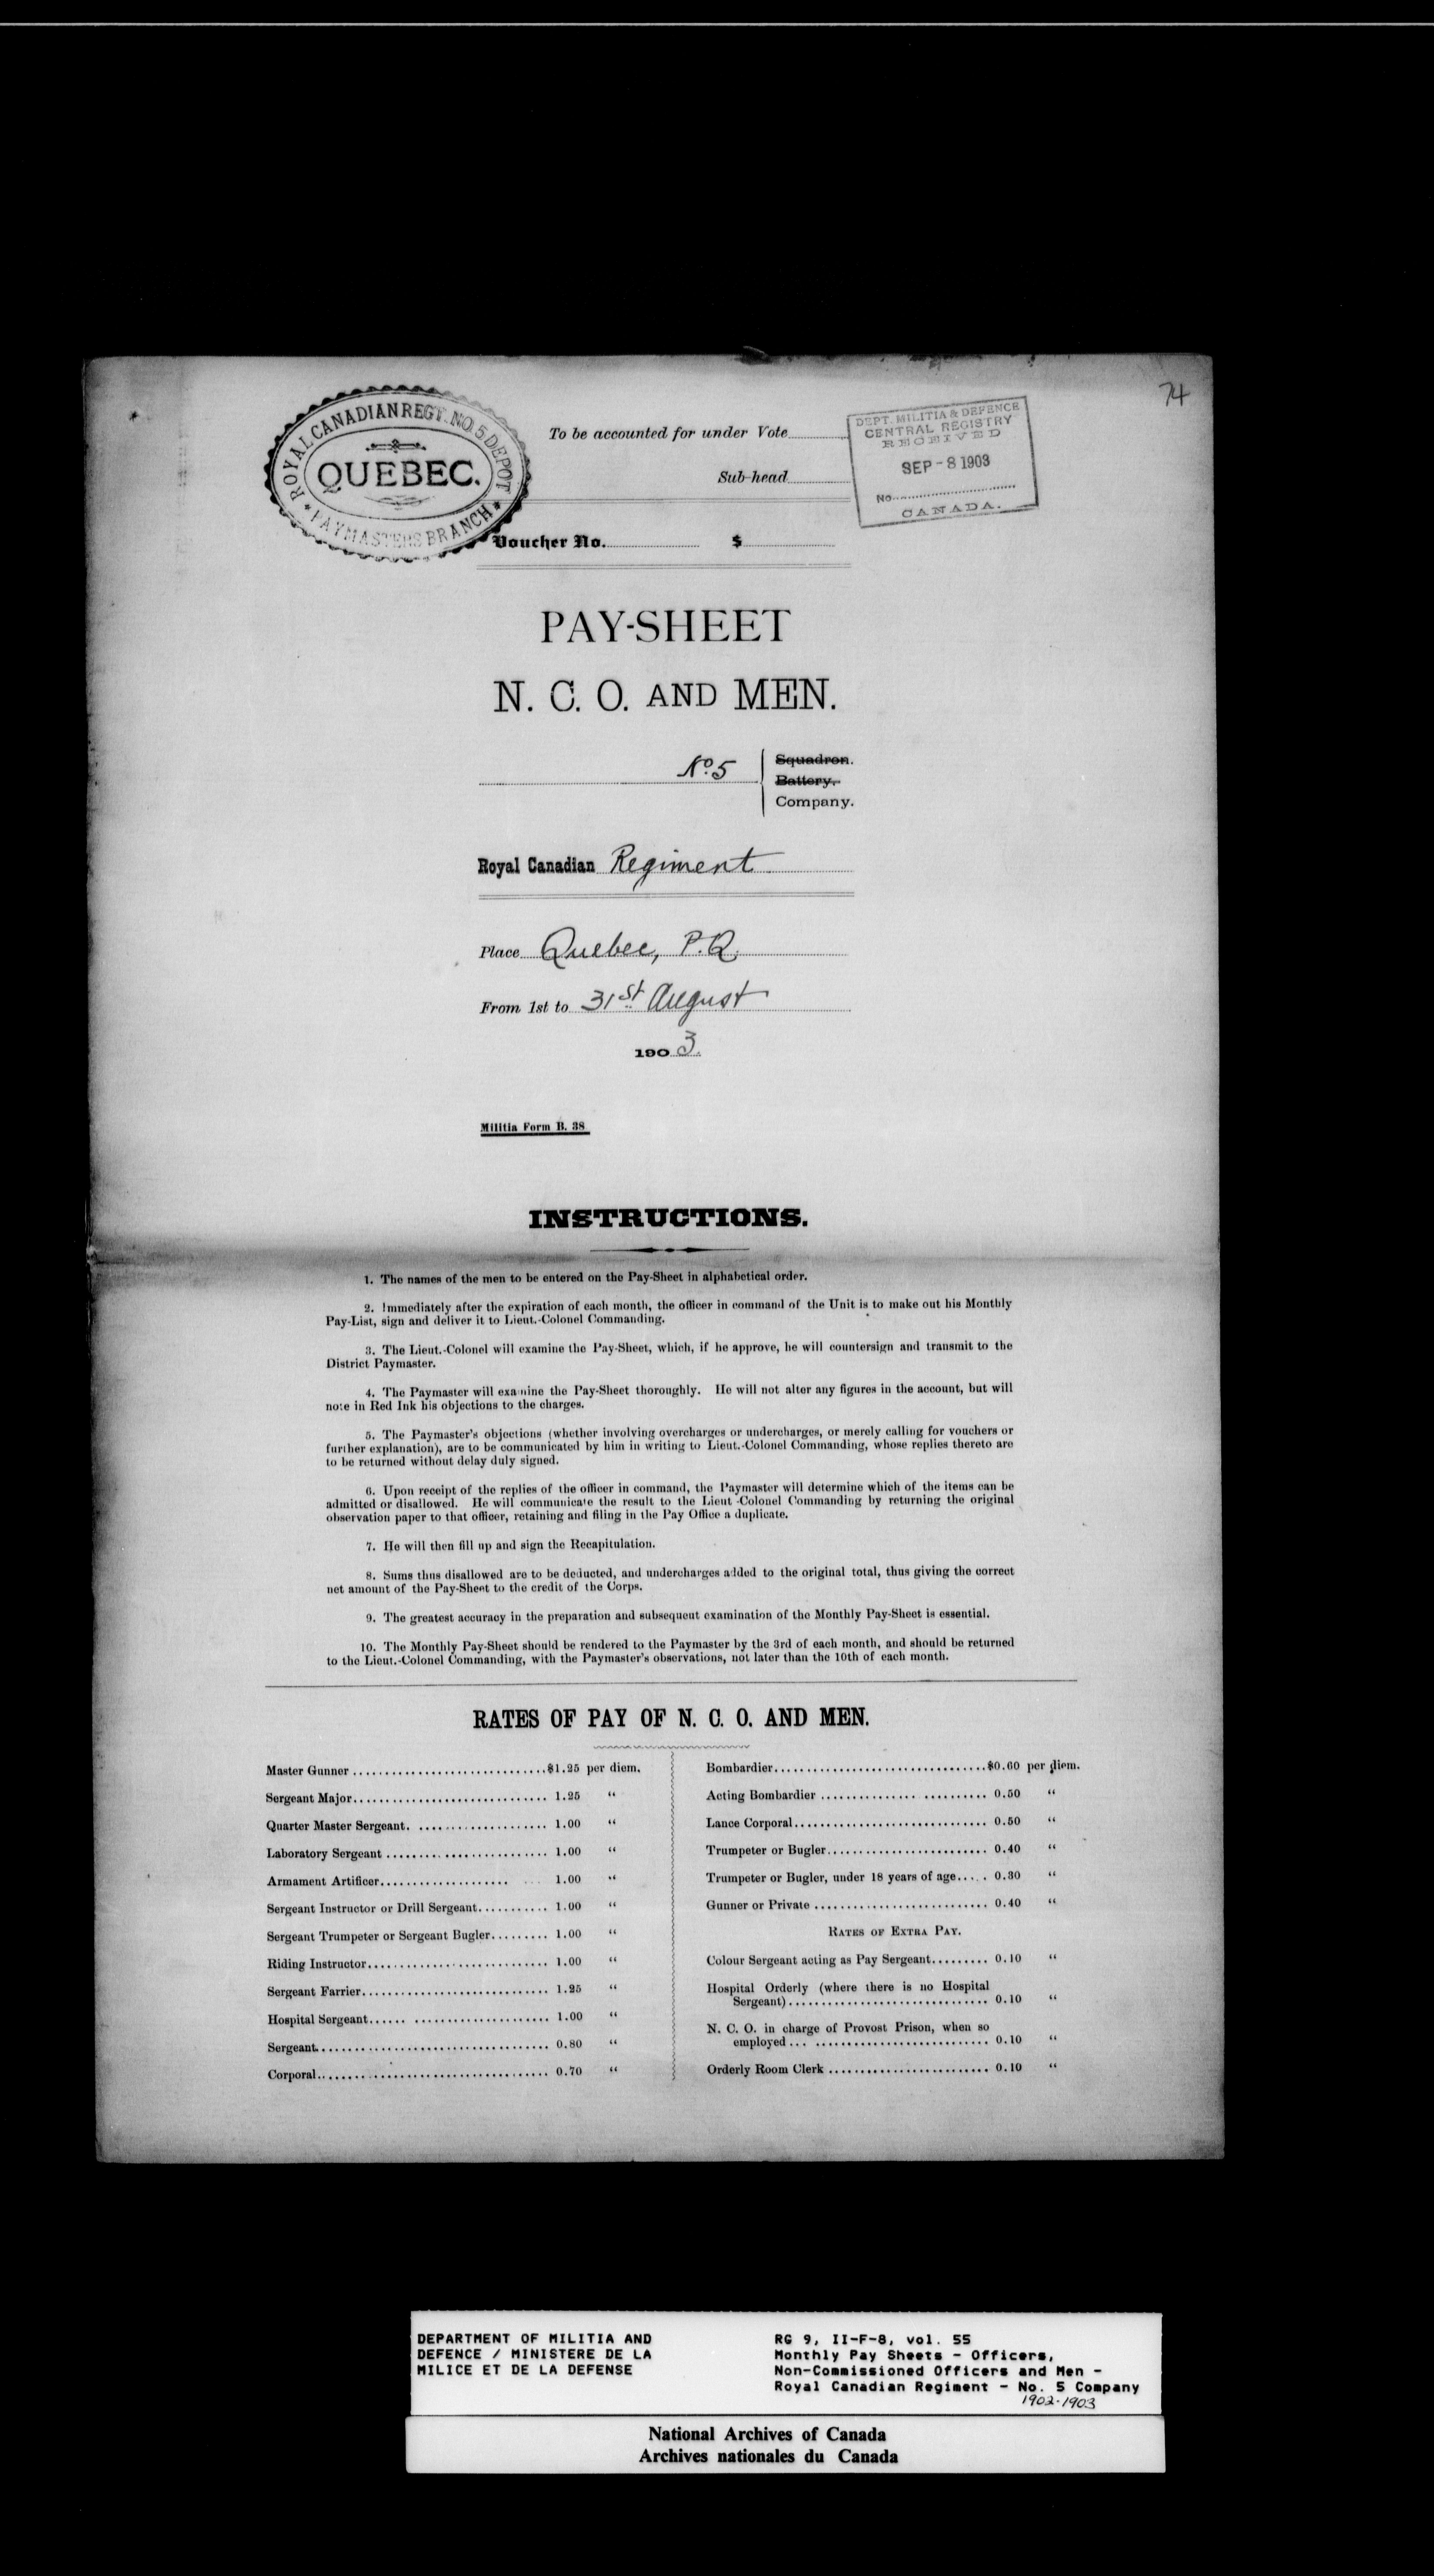 74
ROYAL CANADIAN REGT. NO. 5 DEPOT
QUEBEC.
* PAYMASTERS BRANCH *
To be accounted for under Vote
Sub-head
DEPT. MILITIA & DEFENCE
CENTRAL REGISTRY
RECEIVED
SEP - 8 1903
No.
CANADA.
Voucher No. $
PAY-SHEET
N. C. O. AND MEN.
No. 5
Squadron.
Battery.
Company.
Royal Canadian Regiment
Place Quebec, P.Q.
From 1st to 31st August
1903.
Militia Form B. 38
INSTRUCTIONS.
1. The names of the men to be entered on the Pay-Sheet in alphabetical order.
2. Immediately after the expiration of each month, the officer in command of the Unit is to make out his Monthly
Pay-List, sign and deliver it to Lieut.-Colonel Commanding.
3. The Lieut.-Colonel will examine the Pay-Sheet, which, if he approve, he will countersign and transmit to the
District Paymaster.
4. The Paymaster will examine the Pay-Sheet thoroughly. He will not alter any figures in the account, but will
note in Red Ink his objections to the charges.
5. The Paymaster's objections (whether involving overcharges or undercharges, or merely calling for vouchers or
further explanation), are to be communicated by him in writing to Lieut.-Colonel Commanding, whose replies thereto are
to be returned without delay duly signed.
6. Upon receipt of the replies of the officer in command, the Paymaster will determine which of the items can be
admitted or disallowed. He will communicate the result to the Lieut-Colonel Commanding by returning the original
observation paper to that officer, retaining and filing in the Pay Office a duplicate.
7. He will then fill up and sign the Recapitulation.
8. Sums thus disallowed are to be deducted, and undercharges added to the original total, thus giving the correct
net amount of the Pay-Sheet to the credit of the Corps.
9. The greatest accuracy in the preparation and subsequent examination of the Monthly Pay-Sheet is essential.
10. The Monthly Pay-Sheet should be rendered to the Paymaster by the 3rd of each month, and should be returned
to the Lieut.-Colonel Commanding, with the Paymaster's observations, not later than the 10th of each month.
RATES OF PAY OF N. C. O. AND MEN.
Master Gunner $1.25 per diem.
Sergeant Major 1.25 "
Quarter Master Sergeant. 1.00 "
Laboratory Sergeant 1.00 "
Armament Artificer 1.00 "
Sergeant Instructor or Drill Sergeant 1.00 "
Sergeant Trumpeter or Sergeant Bugler 1.00 "
Riding Instructor 1.00 "
Sergeant Farrier 1.25 "
Hospital Sergeant 1.00 "
Sergeant 0.80 "
Corporal 0.70 "
Bombardier $0.60 per diem.
Acting Bombardier 0.50 "
Lance Corporal 0.50 "
Trumpeter or Bugler 0.40 "
Trumpeter or Bugler, under 18 years of age 0.30 "
Gunner or Private 0.40 "
RATES OF EXTRA PAY.
Colour Sergeant acting as Pay Sergeant 0.10 "
Hospital Orderly (where there is no Hospital
Sergeant) 0.10 "
N. C. O. in charge of Provost Prison, when so
employed 0.10 "
Orderly Room Clerk 0.10 "
DEPARTMENT OF MILITIA AND
DEFENCE / MINISTERE DE LA
MILICE ET DE LA DEFENSE
RG 9, II-F-8, vol. 55
Monthly Pay Sheets - Officers,
Non-Commissioned Officers and Men -
Royal Canadian Regiment - No. 5 Company
1902-1903
National Archives of Canada
Archives nationales du Canada